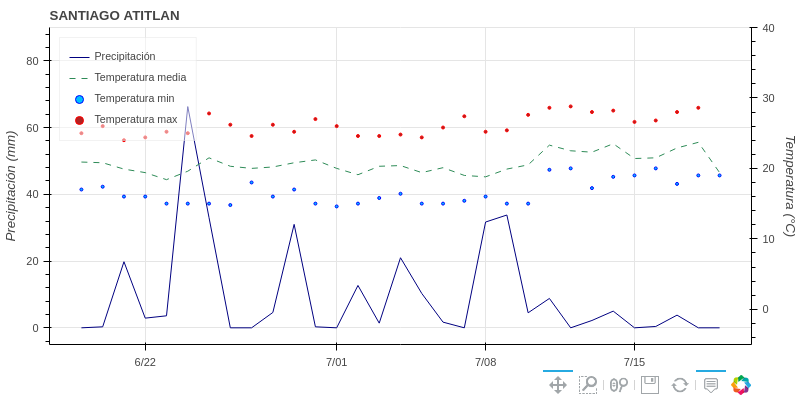 SANTIAGO ATITLAN
Precipitación
Temperatura media
Temperatura min
Temperatura max
Precipitación (mm)
80
60
40
20
0
Temperatura (°C)
40
30
20
10
0
6/22
7/01
7/08
7/15